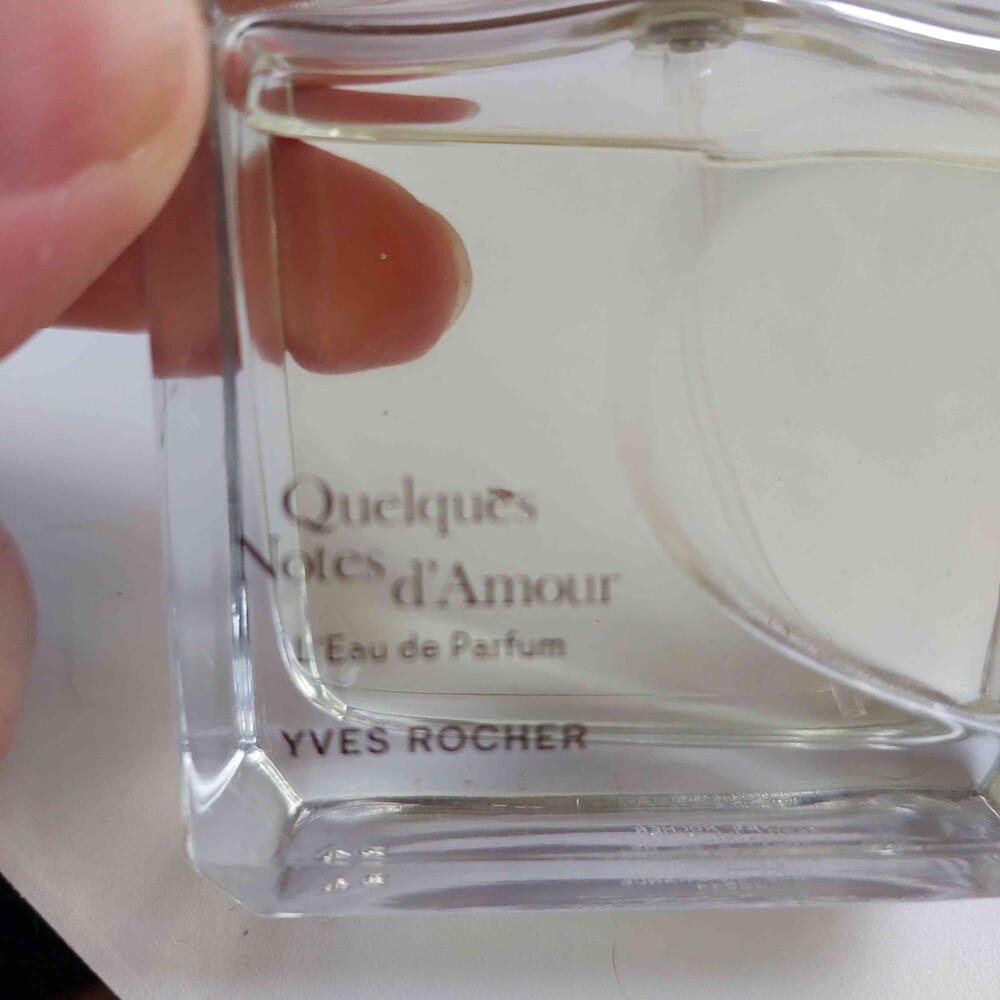 Quelques
Notes d'Amour
L'Eau de Parfum
YVES ROCHER